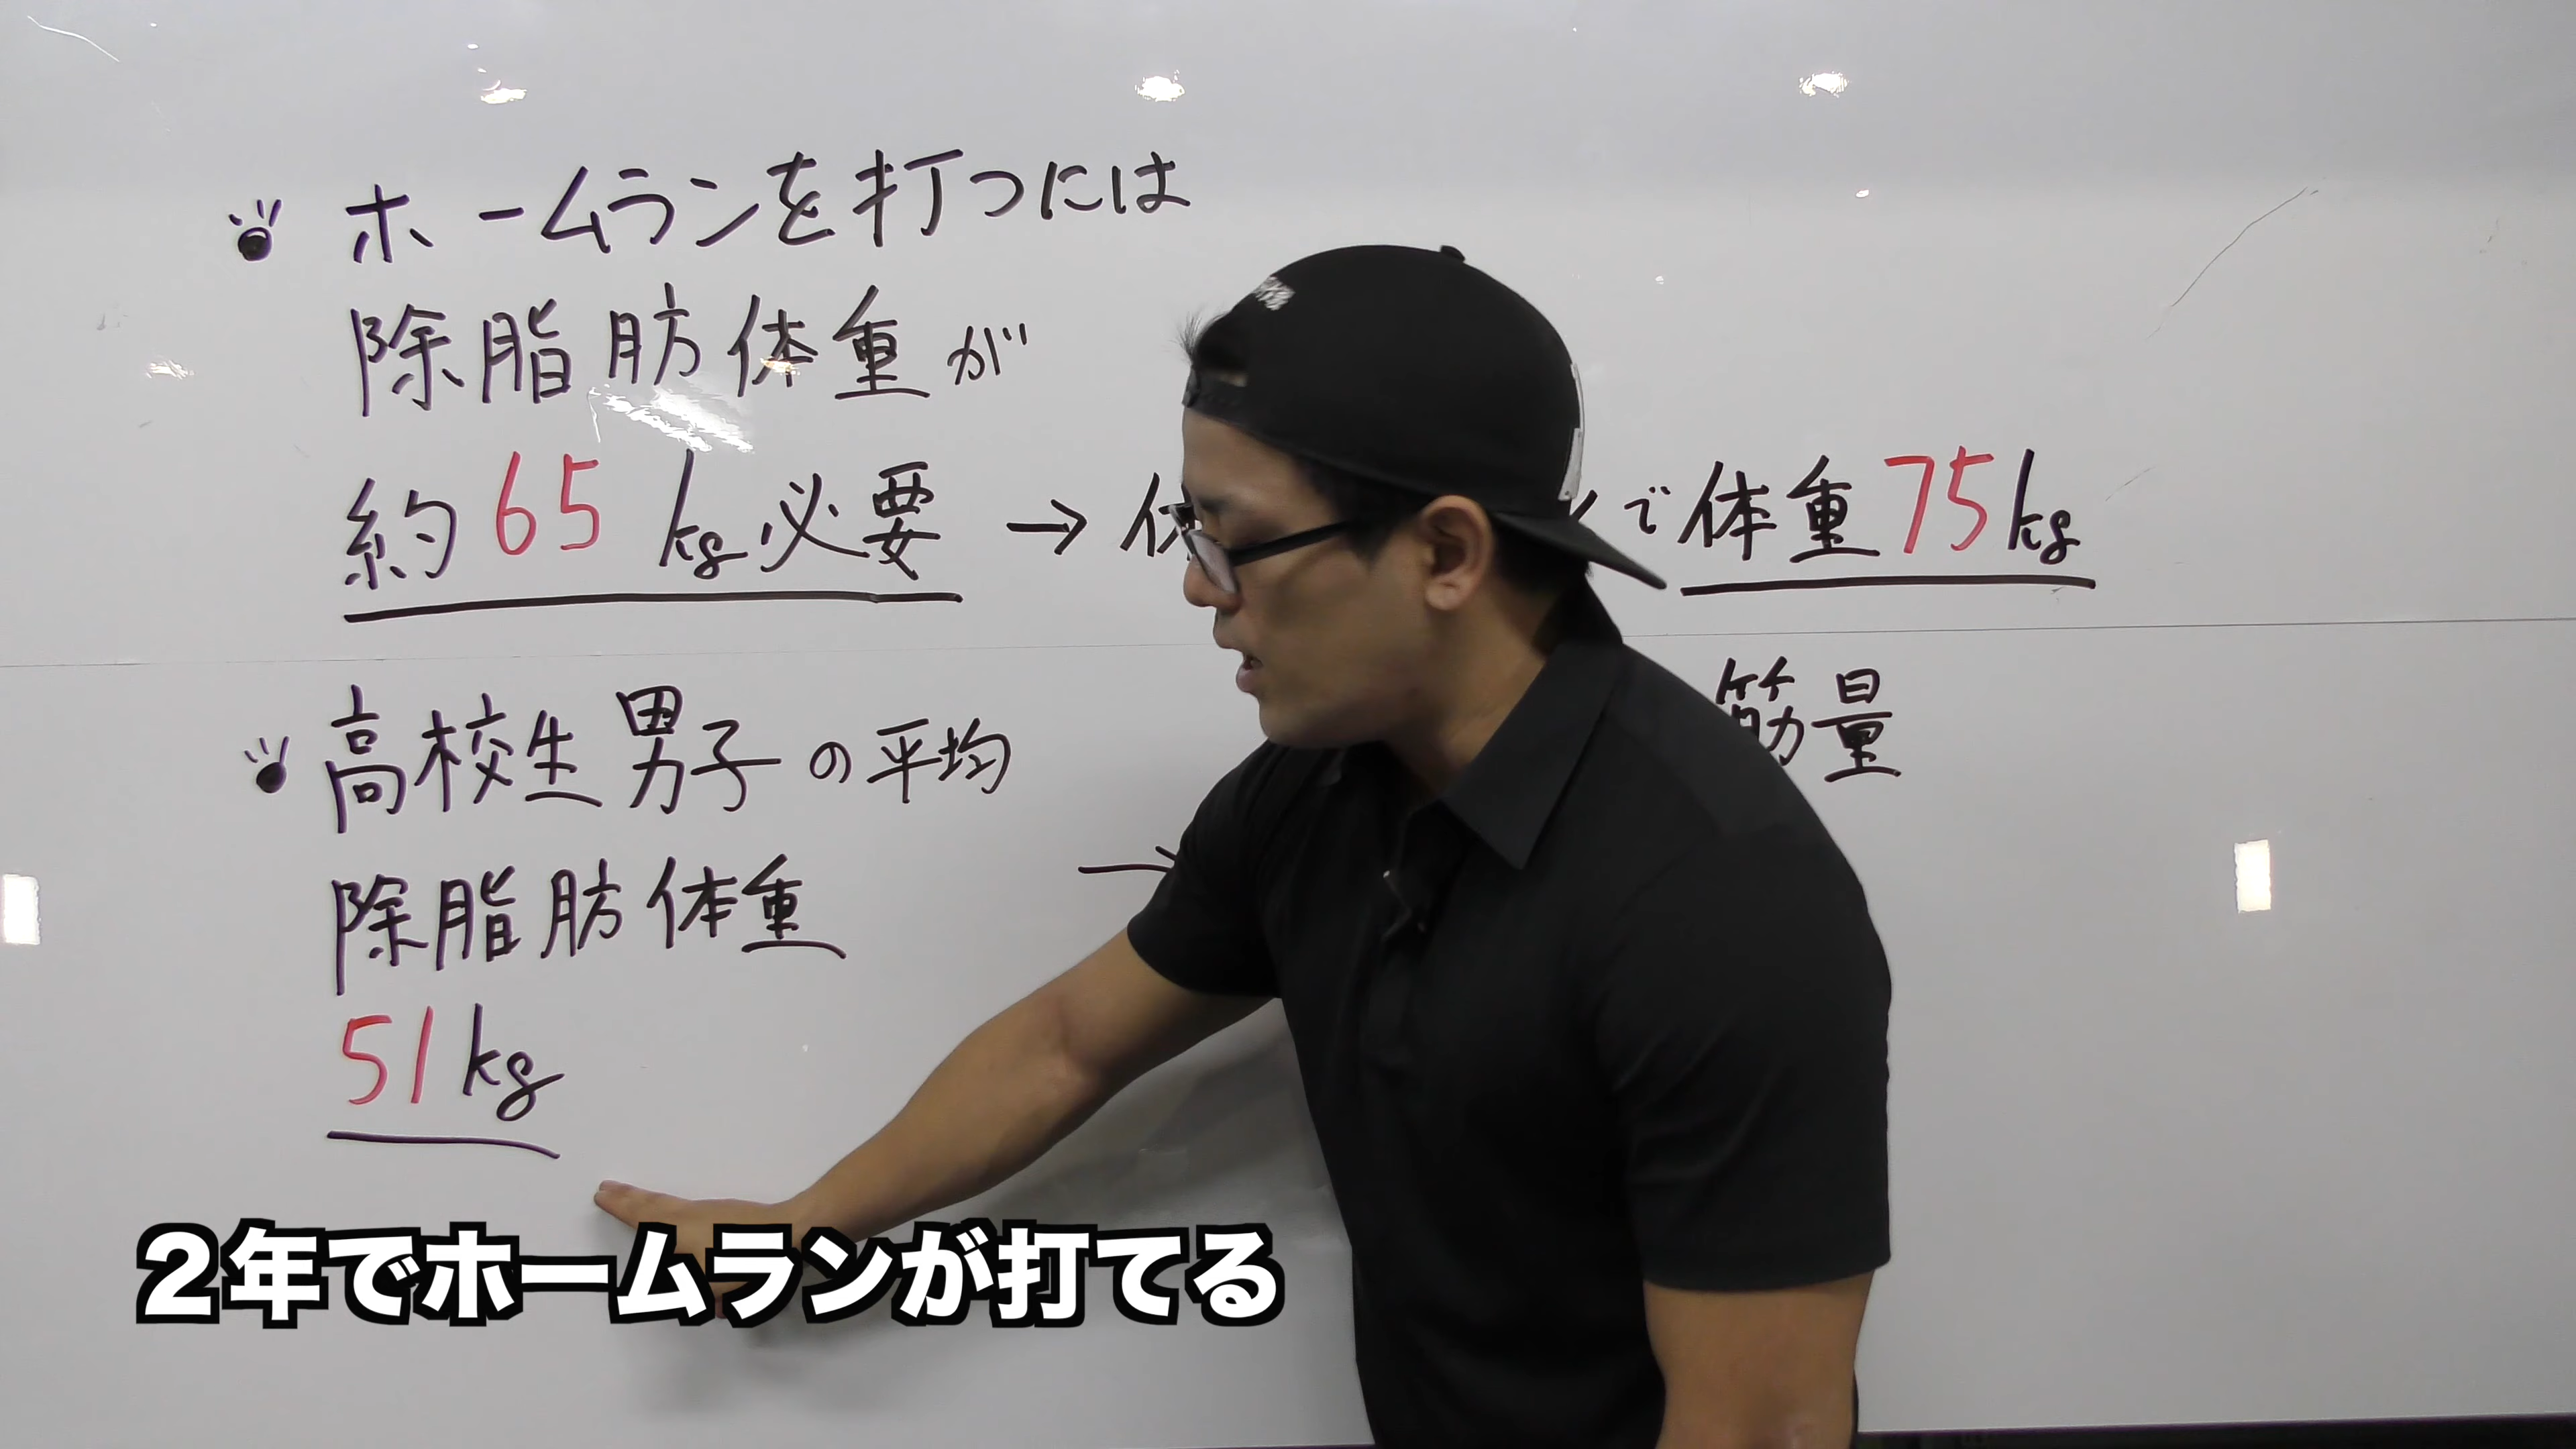 ホームランを打つには
除脂肪体重が
約65kg必要 → 体 で体重75kg
筋量
高校生男子の平均
除脂肪体重 →
51kg
2年でホームランが打てる